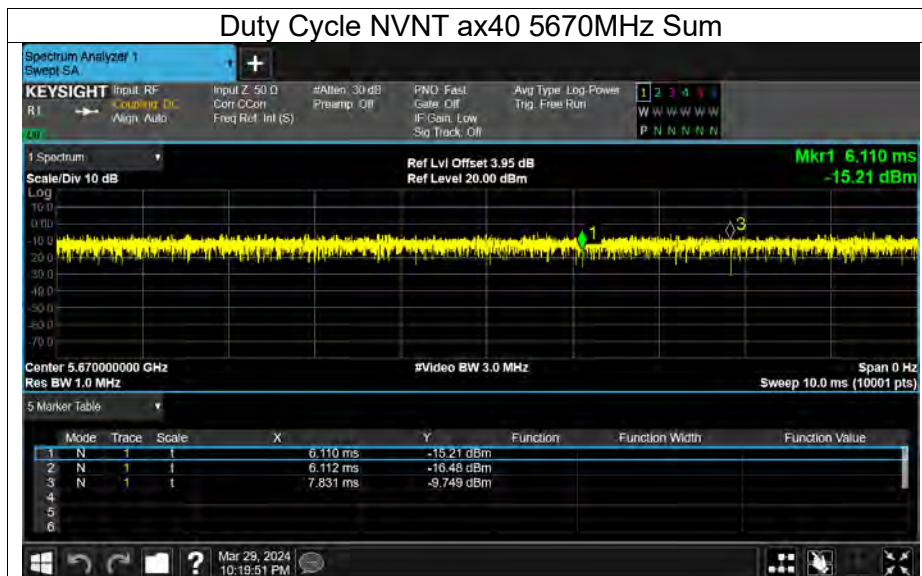 Duty Cycle NVNT ax40 5670MHz Sum
Spectrum Analyzer 1
Swept SA
+
KEYSIGHT Input: RF Input Z: 50 Ω #Atten: 30 dB PNO: Fast Avg Type: Log-Power 1 2 3 4 5 6
R L Coupling: DC Corr CCorr Preamp: Off Gate: Off Trig: Free Run W W W W W W
Align: Auto Freq Ref: Int (S) IF Gain: Low
Sig Track: Off P N N N N N
1 Spectrum Ref Lvl Offset 3.95 dB Mkr1 6.110 ms
Scale/Div 10 dB Ref Level 20.00 dBm -15.21 dBm
Log
10.0
0.00
-10.0
-20.0
-30.0
-40.0
-50.0
-60.0
-70.0
1
3
Center 5.670000000 GHz #Video BW 3.0 MHz Span 0 Hz
Res BW 1.0 MHz Sweep 10.0 ms (10001 pts)
5 Marker Table
Mode Trace Scale X Y Function Function Width Function Value
1 N 1 t 6.110 ms -15.21 dBm
2 N 1 t 6.112 ms -16.48 dBm
3 N 1 t 7.831 ms -9.749 dBm
4
5
6
? Mar 29, 2024
10:19:51 PM